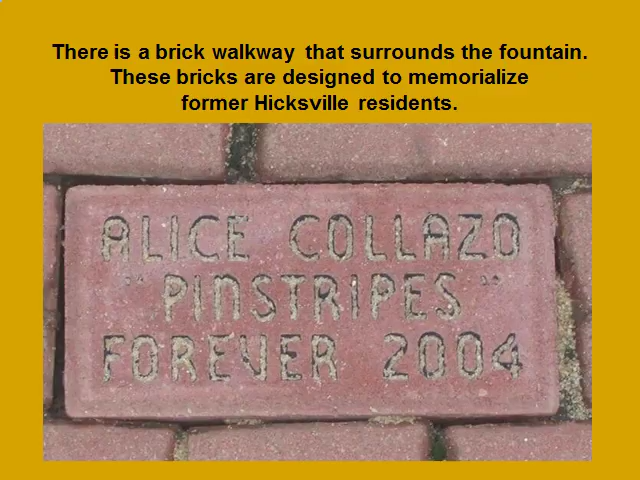 There is a brick walkway that surrounds the fountain.
These bricks are designed to memorialize
former Hicksville residents.
ALICE COLLAZO
"PINSTRIPES"
FOREVER 2004